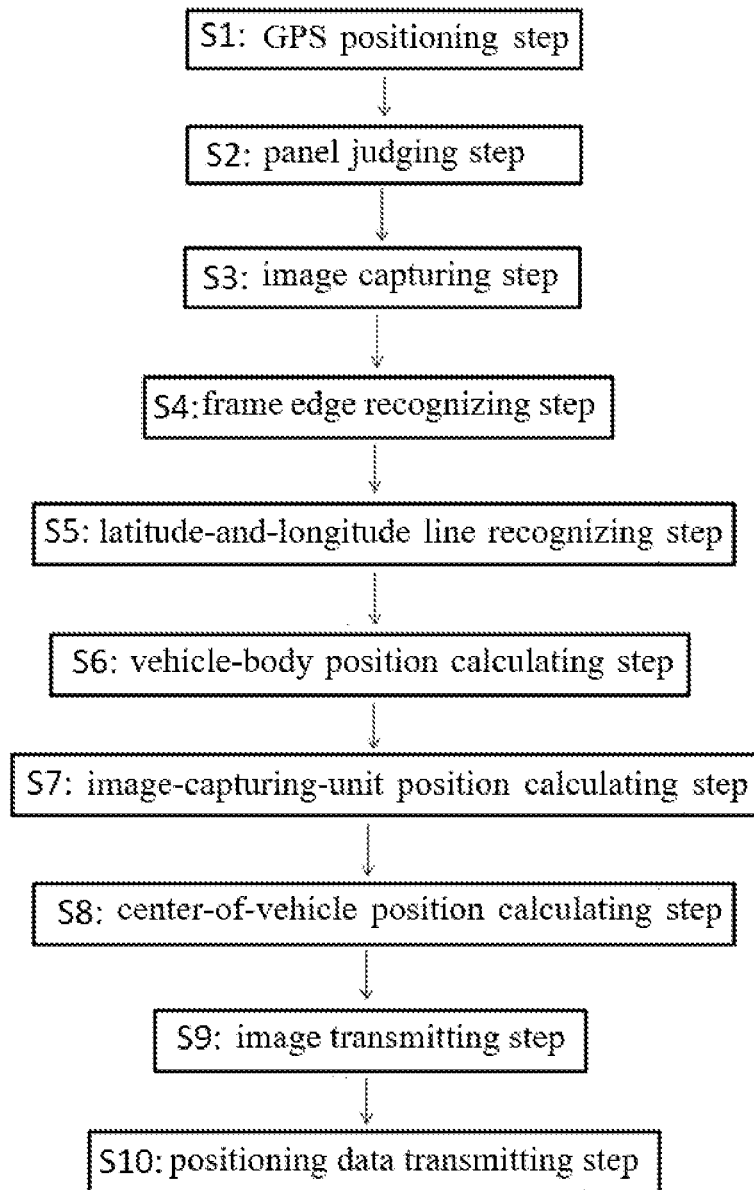 S1: GPS positioning step
S2: panel judging step
S3: image capturing step
S4: frame edge recognizing step
S5: latitude-and-longitude line recognizing step
S6: vehicle-body position calculating step
S7: image-capturing-unit position calculating step
S8: center-of-vehicle position calculating step
S9: image transmitting step
S10: positioning data transmitting step